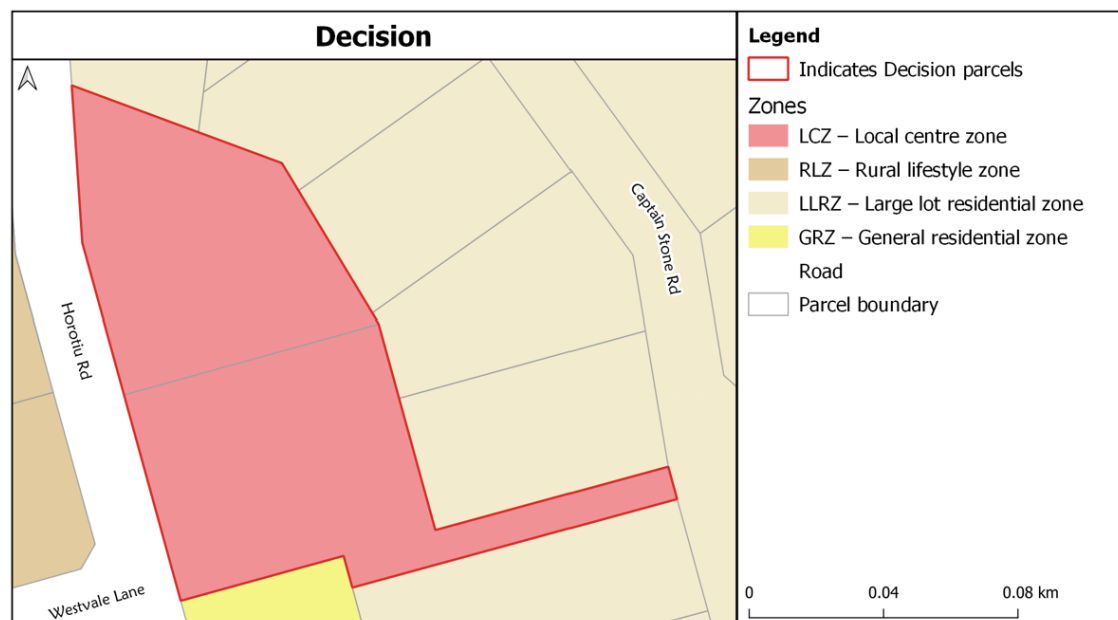 Decision
Horotiu Rd
Captain Stone Rd
Westvale Lane
Legend
Indicates Decision parcels
Zones
LCZ – Local centre zone
RLZ – Rural lifestyle zone
LLRZ – Large lot residential zone
GRZ – General residential zone
Road
Parcel boundary
0 0.04 0.08 km